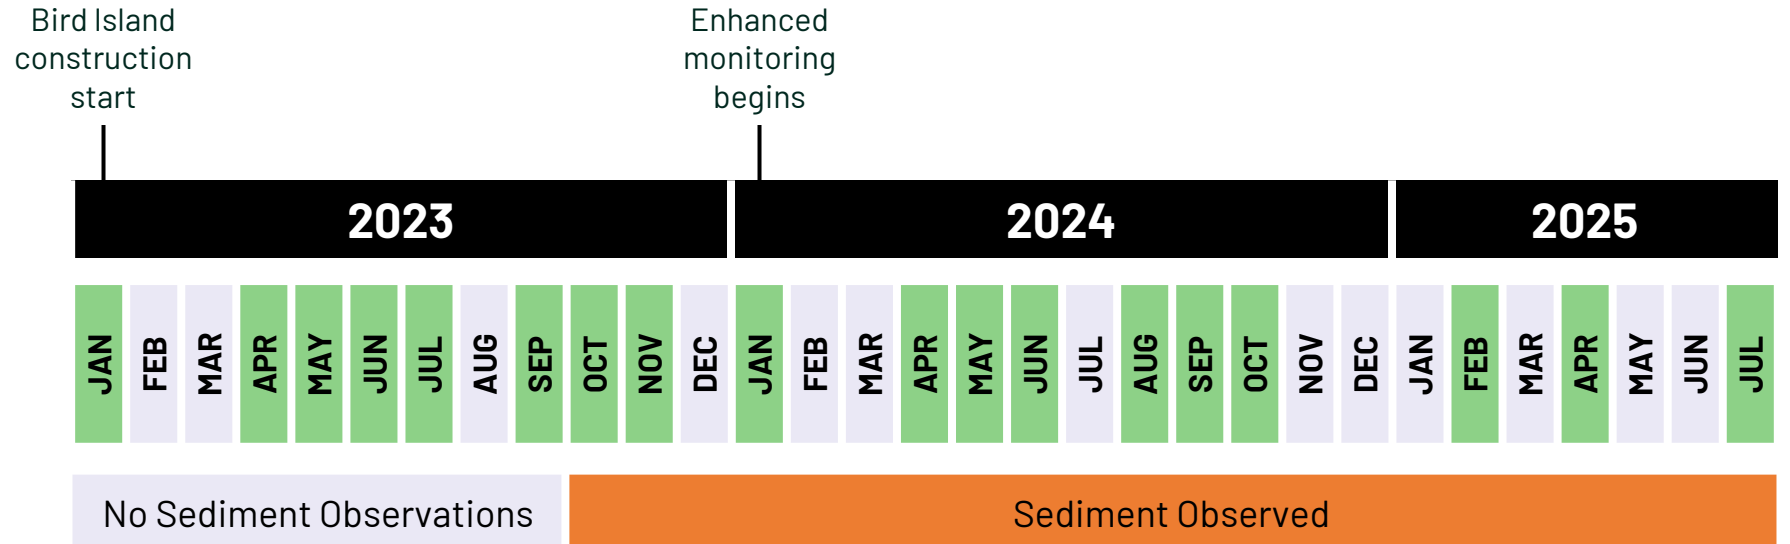 Bird Island
construction
start
Enhanced
monitoring
begins
2023
2024
2025
JAN
FEB
MAR
APR
MAY
JUN
JUL
AUG
SEP
OCT
NOV
DEC
JAN
FEB
MAR
APR
MAY
JUN
JUL
AUG
SEP
OCT
NOV
DEC
JAN
FEB
MAR
APR
MAY
JUN
JUL
No Sediment Observations
Sediment Observed